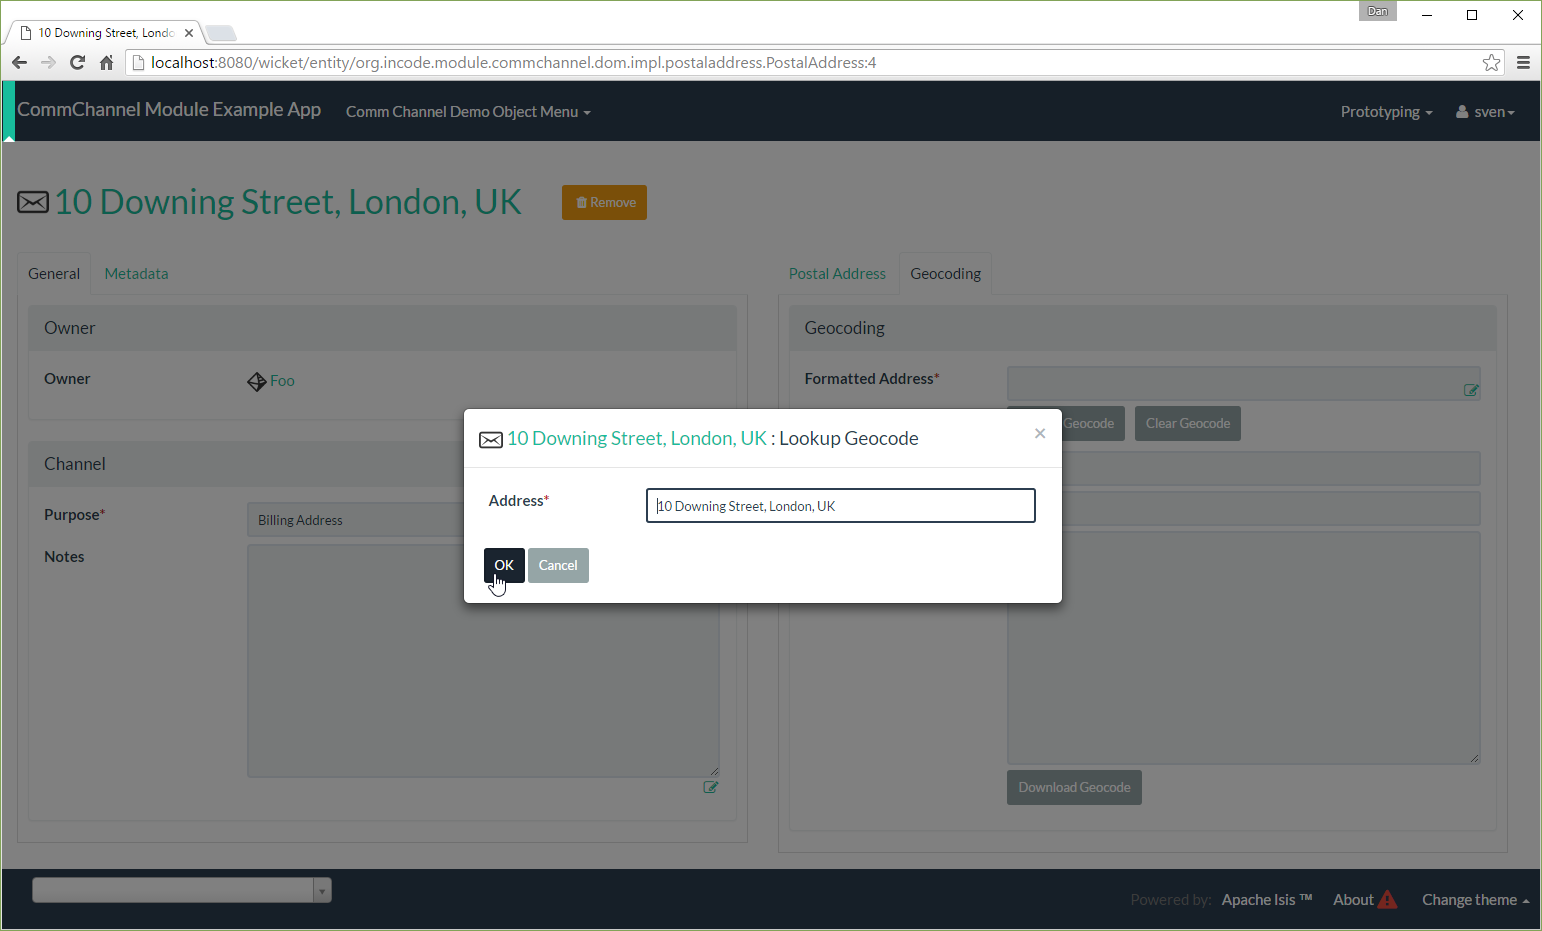 Dan
10 Downing Street, Londo
localhost:8080/wicket/entity/org.incode.module.commchannel.dom.impl.postaladdress.PostalAddress:4
CommChannel Module Example App
Comm Channel Demo Object Menu
Prototyping
sven
10 Downing Street, London, UK
Remove
General
Metadata
Postal Address
Geocoding
Owner
Owner
Foo
Channel
Purpose*
Billing Address
Notes
Geocoding
Formatted Address*
Geocode
Clear Geocode
Download Geocode
10 Downing Street, London, UK : Lookup Geocode
×
Address*
10 Downing Street, London, UK
OK
Cancel
Powered by:
Apache Isis ™
About
Change theme